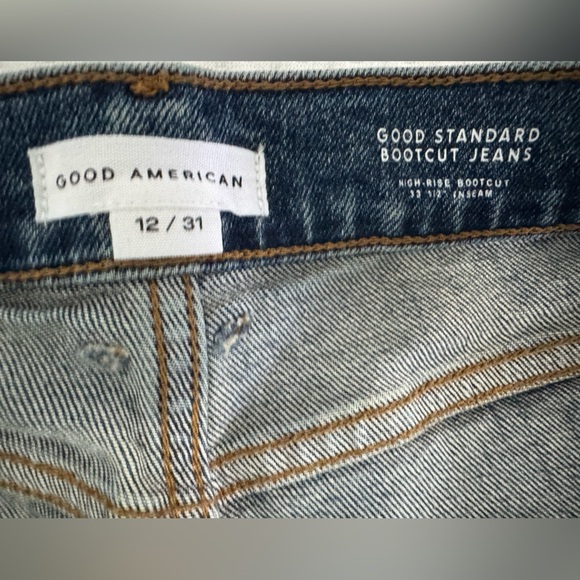 GOOD AMERICAN
12 / 31
GOOD STANDARD
BOOTCUT JEANS
HIGH-RISE BOOTCUT
33 1/2" INSEAM